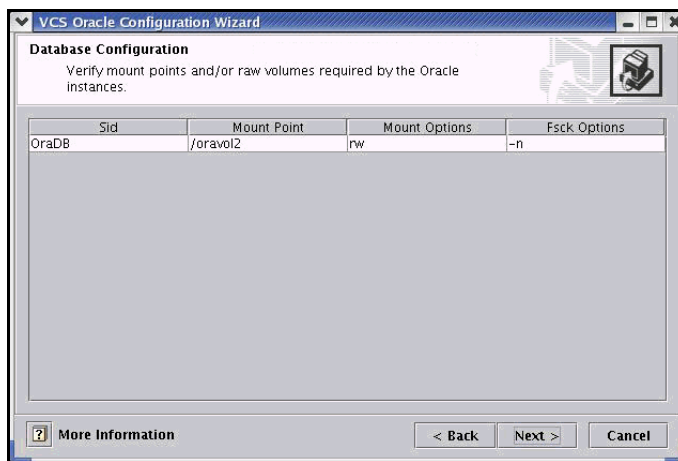 VCS Oracle Configuration Wizard
Database Configuration
Verify mount points and/or raw volumes required by the Oracle
instances.
Sid Mount Point Mount Options Fsck Options
OraDB /oravol2 rw -n
? More Information < Back Next > Cancel